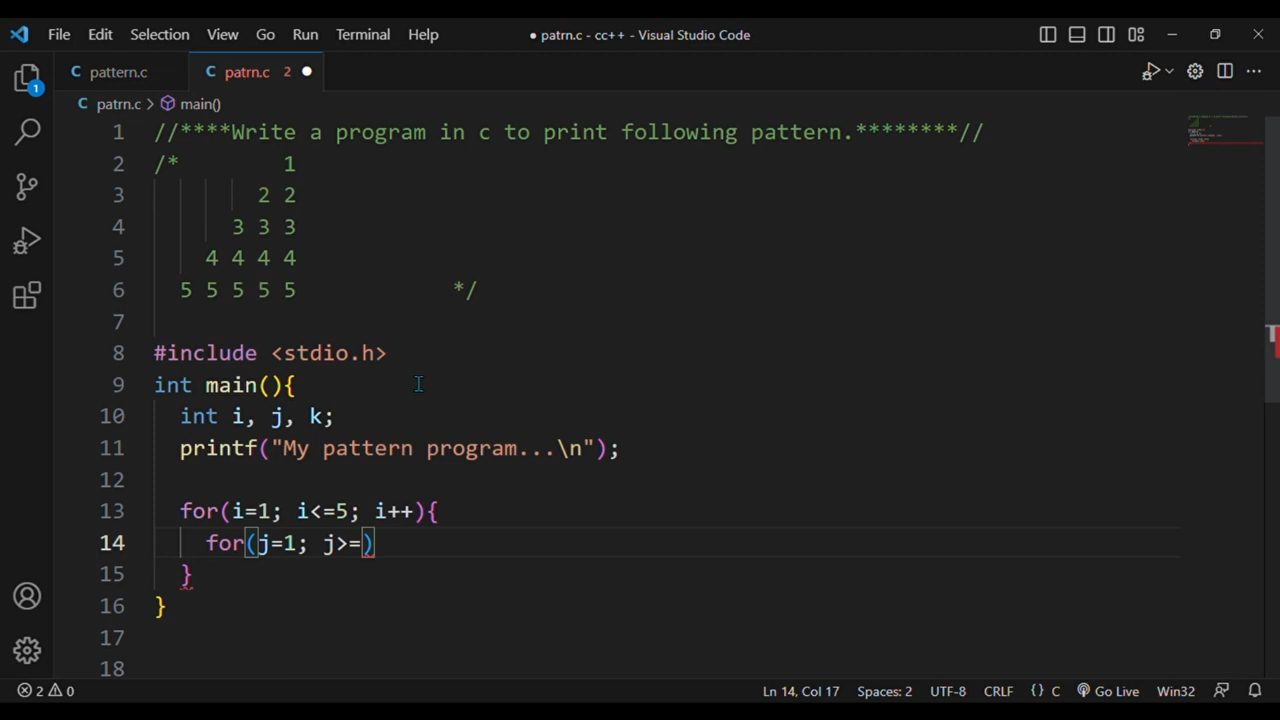 File Edit Selection View Go Run Terminal Help ● patrn.c - cc++ - Visual Studio Code
C pattern.c C patrn.c 2 ●
C patrn.c > main()
1
1 //****Write a program in c to print following pattern.********//
2 /* 1
3 2 2
4 3 3 3
5 4 4 4 4
6 5 5 5 5 5 */
7
8 #include <stdio.h>
9 int main(){
10 int i, j, k;
11 printf("My pattern program...\n");
12
13 for(i=1; i<=5; i++){
14 for(j=1; j>=)
15 }
16 }
17
18
2 0 Ln 14, Col 17 Spaces: 2 UTF-8 CRLF {} C Go Live Win32